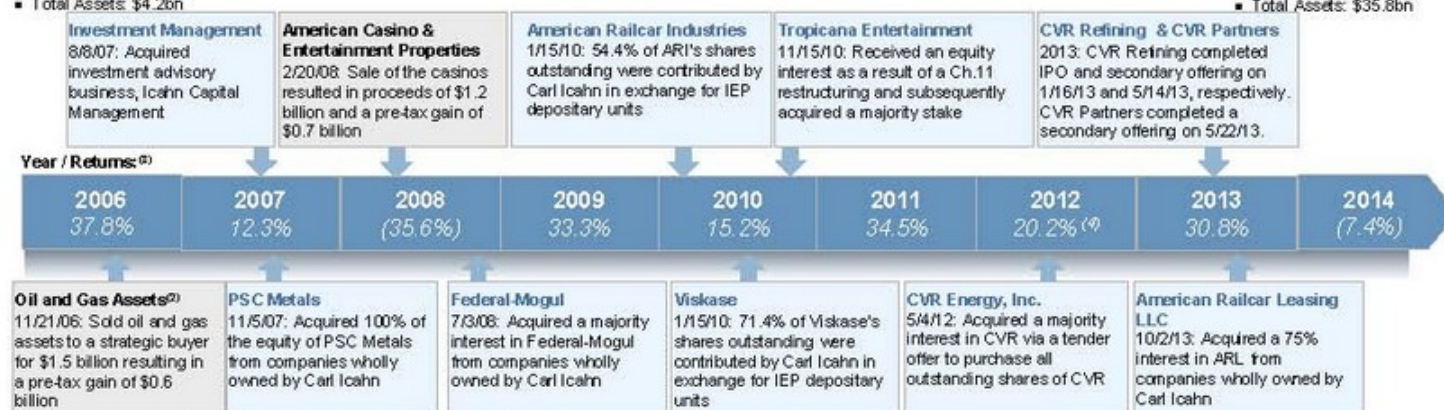 ▪ Total Assets: $4.2bn
▪ Total Assets: $35.8bn
Investment Management
8/8/07: Acquired
investment advisory
business, Icahn Capital
Management
American Casino &
Entertainment Properties
2/20/08: Sale of the casinos
resulted in proceeds of $1.2
billion and a pre-tax gain of
$0.7 billion
American Railcar Industries
1/15/10: 54.4% of ARI's shares
outstanding were contributed by
Carl Icahn in exchange for IEP
depositary units
Tropicana Entertainment
11/15/10: Received an equity
interest as a result of a Ch.11
restructuring and subsequently
acquired a majority stake
CVR Refining & CVR Partners
2013: CVR Refining completed
IPO and secondary offering on
1/16/13 and 5/14/13, respectively.
CVR Partners completed a
secondary offering on 5/22/13.
Year / Returns:
2006
37.8%
2007
12.3%
2008
(35.6%)
2009
33.3%
2010
15.2%
2011
34.5%
2012
20.2% (4)
2013
30.8%
2014
(7.4%)
Oil and Gas Assets
11/21/06: Sold oil and gas
assets to a strategic buyer
for $1.5 billion resulting in
a pre-tax gain of $0.6
billion
PSC Metals
11/5/07: Acquired 100% of
the equity of PSC Metals
from companies wholly
owned by Carl Icahn
Federal-Mogul
7/3/08: Acquired a majority
interest in Federal-Mogul
from companies wholly
owned by Carl Icahn
Viskase
1/15/10: 71.4% of Viskase's
shares outstanding were
contributed by Carl Icahn in
exchange for IEP depositary
units
CVR Energy, Inc.
5/4/12: Acquired a majority
interest in CVR via a tender
offer to purchase all
outstanding shares of CVR
American Railcar Leasing
LLC
10/2/13: Acquired a 75%
interest in ARL from
companies wholly owned by
Carl Icahn